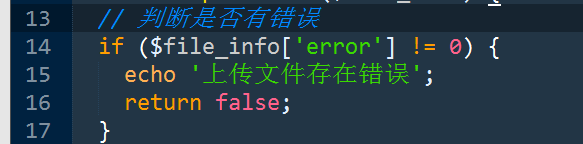 13 // 判断是否有错误
14 if ($file_info['error'] != 0) {
15 echo '上传文件存在错误';
16 return false;
17 }